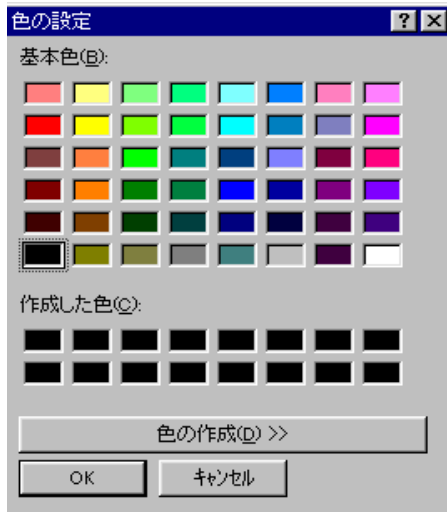 色の設定
基本色(B):
作成した色(C):
色の作成(D) >>
OK
キャンセル